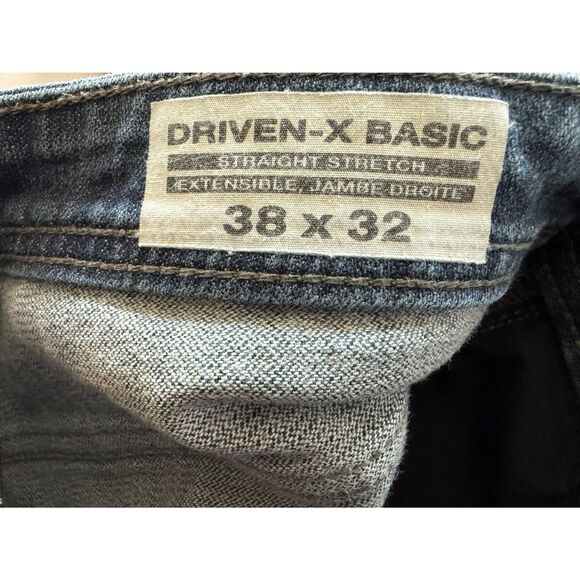 DRIVEN-X BASIC
STRAIGHT STRETCH
EXTENSIBLE, JAMBE DROITE
38 x 32